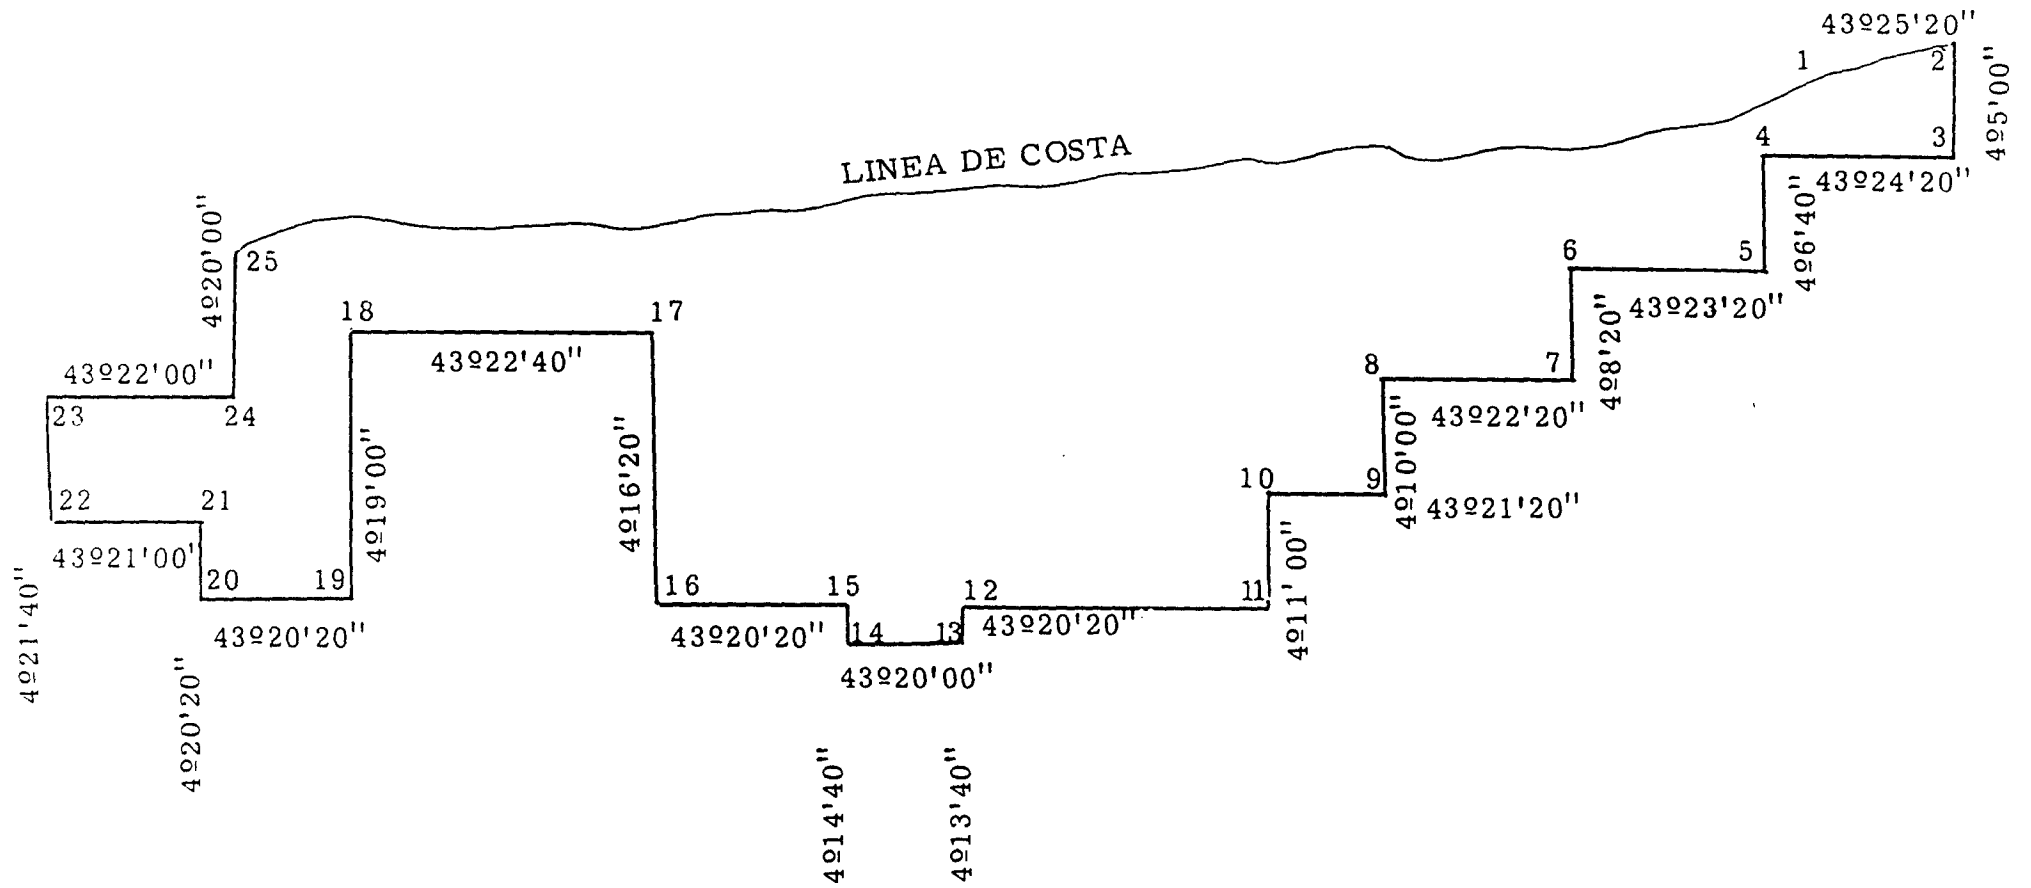 43º25'20"
1
2
4º5'00"
LINEA DE COSTA
4
3
43º24'20"
4º6'40"
4º20'00"
25
6
5
43º23'20"
18
17
4º8'20"
43º22'40"
8
7
43º22'00"
23
24
4º10'00"
43º22'20"
4º19'00"
4º16'20"
10
9
43º21'20"
22
21
43º21'00'
4º11' 00"
20
19
16
15
12
11
4º21'40"
43º20'20"
43º20'20"
14
13
43º20'20"
43º20'00"
4º20'20"
4º14'40"
4º13'40"